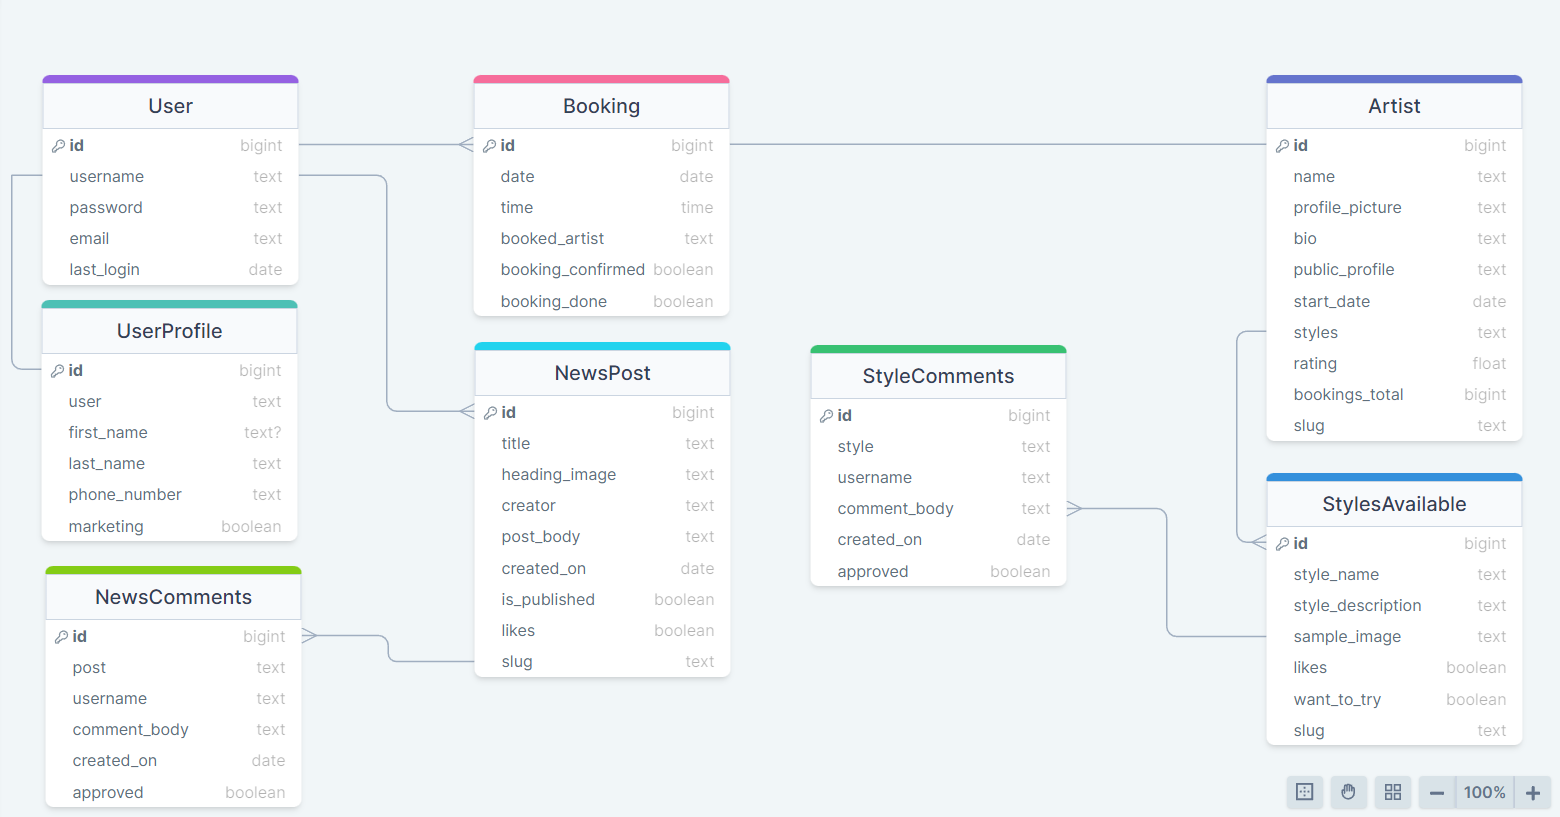 User
id bigint
username text
password text
email text
last_login date
UserProfile
id bigint
user text
first_name text?
last_name text
phone_number text
marketing boolean
NewsComments
id bigint
post text
username text
comment_body text
created_on date
approved boolean
Booking
id bigint
date date
time time
booked_artist text
booking_confirmed boolean
booking_done boolean
NewsPost
id bigint
title text
heading_image text
creator text
post_body text
created_on date
is_published boolean
likes boolean
slug text
StyleComments
id bigint
style text
username text
comment_body text
created_on date
approved boolean
Artist
id bigint
name text
profile_picture text
bio text
public_profile text
start_date date
styles text
rating float
bookings_total bigint
slug text
StylesAvailable
id bigint
style_name text
style_description text
sample_image text
likes boolean
want_to_try boolean
slug text
100%